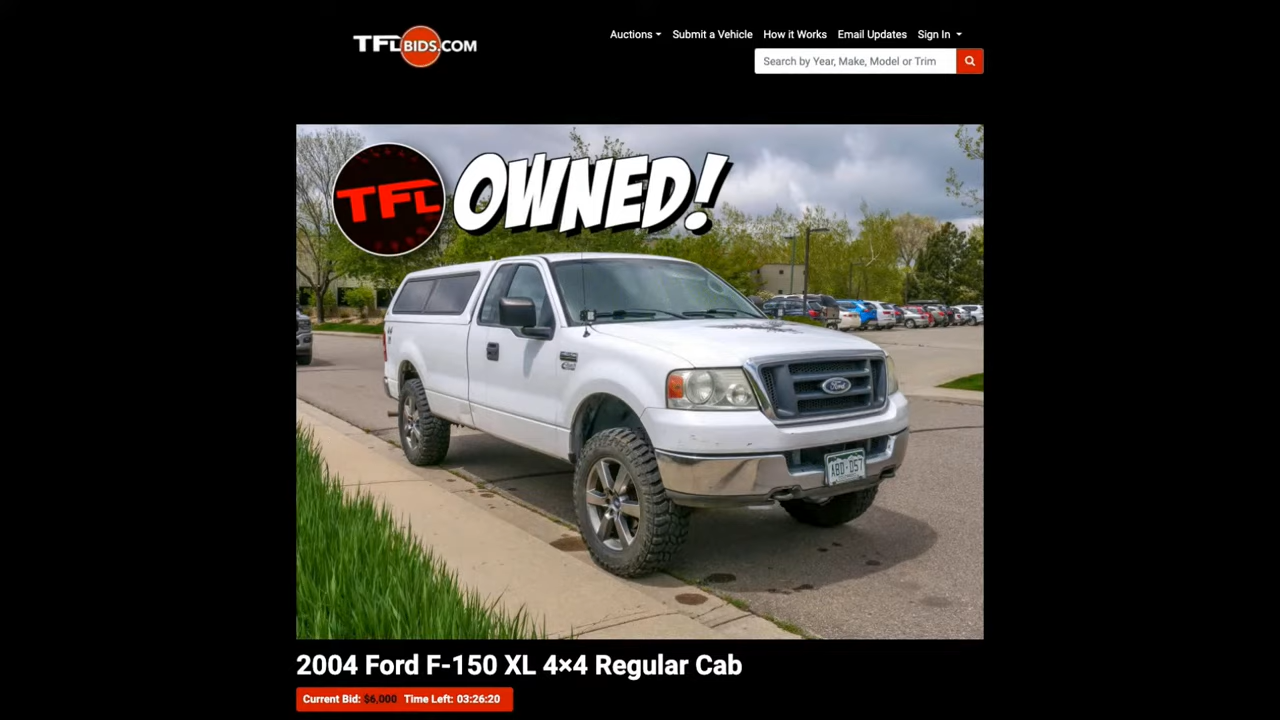 TFLBIDS.COM
Auctions Submit a Vehicle How it Works Email Updates Sign In
Search by Year, Make, Model or Trim
TFL OWNED!
Ford
ABD-D57
2004 Ford F-150 XL 4×4 Regular Cab
Current Bid: $6,000 Time Left: 03:26:20